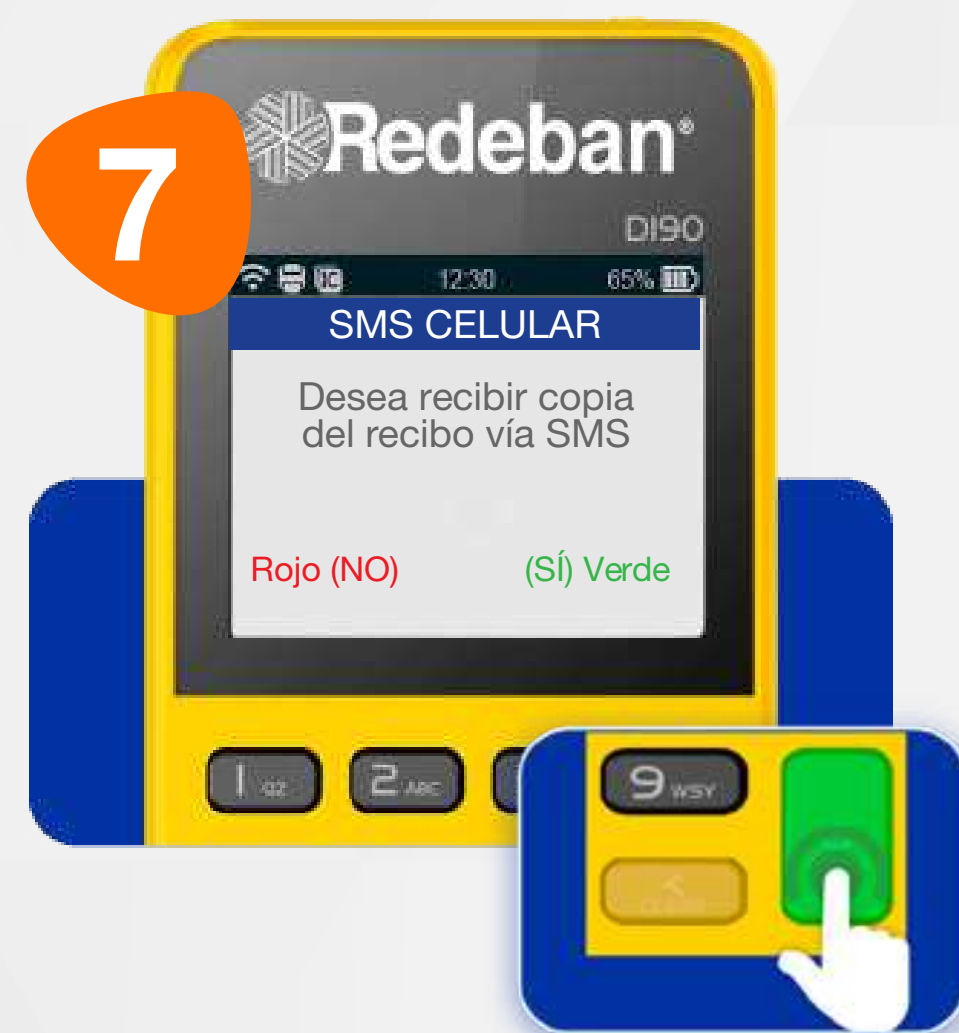 7
Redeban®
DI90
12:30 65%
SMS CELULAR
Desea recibir copia
del recibo vía SMS
Rojo (NO) (SÍ) Verde
1 QZ 2 ABC
9 WSY